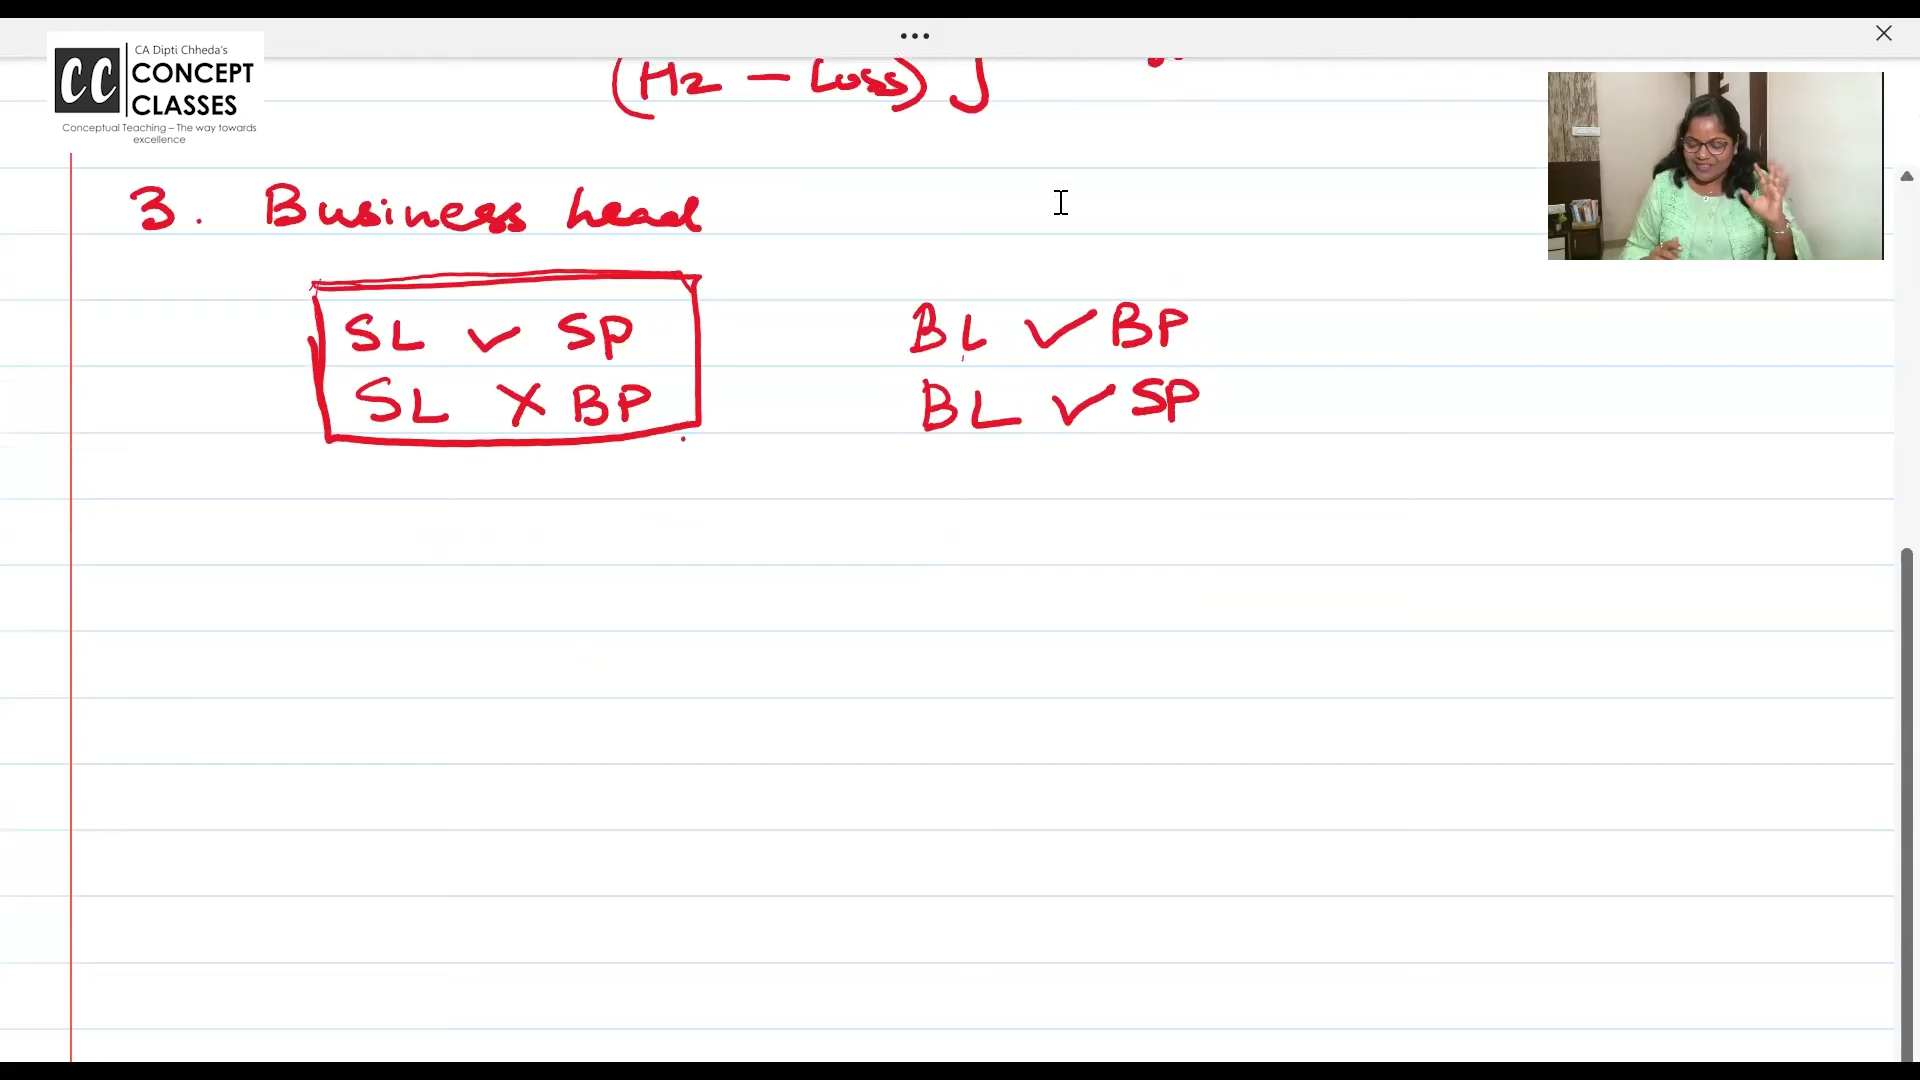 CC
CA Dipti Chheda's
CONCEPT
CLASSES
Conceptual Teaching – The way towards
excellence
(H2 – Loss)
3. Business head
SL ✓ SP
SL X BP
BL ✓ BP
BL ✓ SP